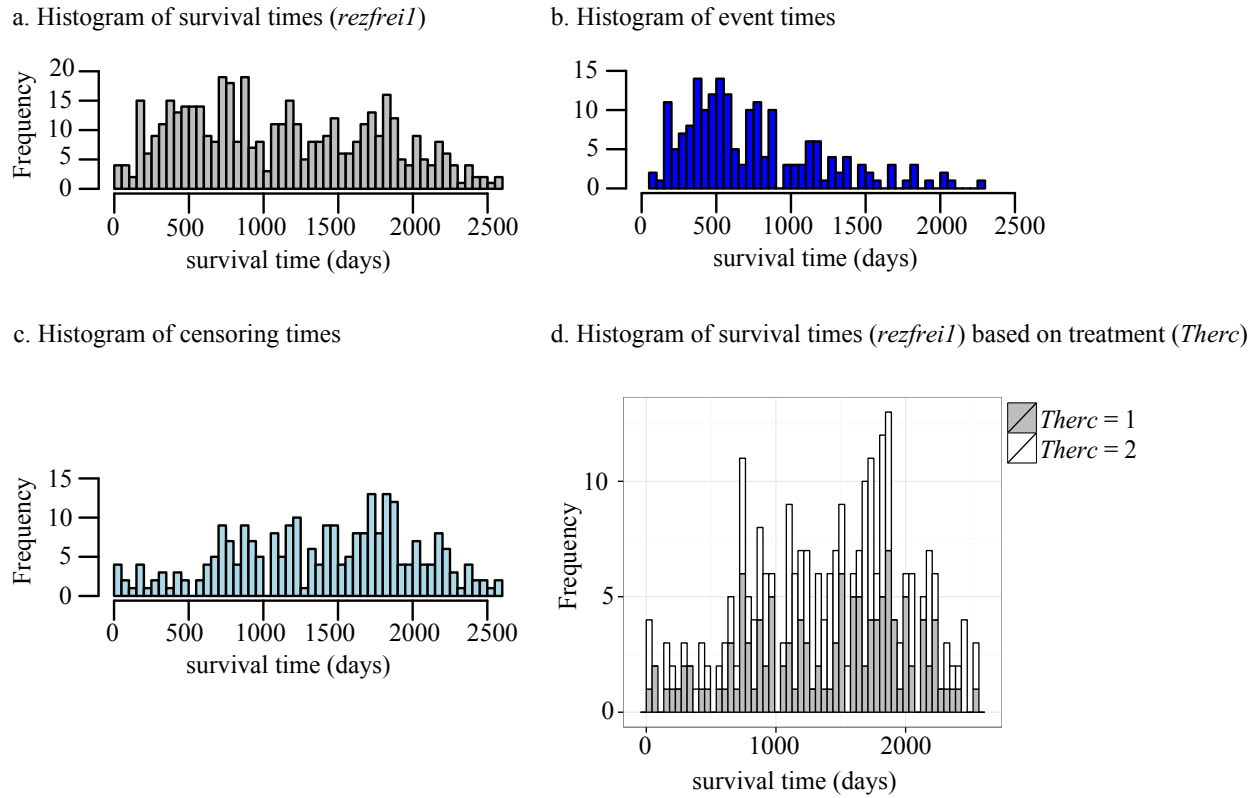 a. Histogram of survival times (rezfrei1)
Frequency
20
15
10
5
0
0 500 1000 1500 2000 2500
survival time (days)
b. Histogram of event times
15
10
5
0
0 500 1000 1500 2000 2500
survival time (days)
c. Histogram of censoring times
Frequency
15
10
5
0
0 500 1000 1500 2000 2500
survival time (days)
d. Histogram of survival times (rezfrei1) based on treatment (Therc)
Frequency
10
5
0
0 1000 2000
survival time (days)
Therc = 1
Therc = 2